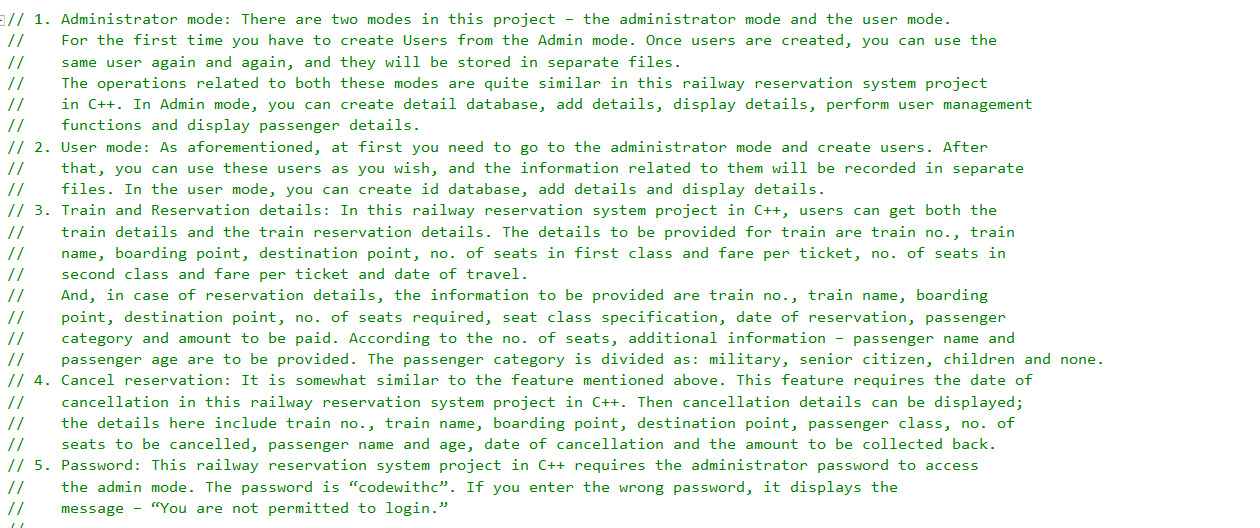 // 1. Administrator mode: There are two modes in this project – the administrator mode and the user mode.
//    For the first time you have to create Users from the Admin mode. Once users are created, you can use the
//    same user again and again, and they will be stored in separate files.
//    The operations related to both these modes are quite similar in this railway reservation system project
//    in C++. In Admin mode, you can create detail database, add details, display details, perform user management
//    functions and display passenger details.
// 2. User mode: As aforementioned, at first you need to go to the administrator mode and create users. After
//    that, you can use these users as you wish, and the information related to them will be recorded in separate
//    files. In the user mode, you can create id database, add details and display details.
// 3. Train and Reservation details: In this railway reservation system project in C++, users can get both the
//    train details and the train reservation details. The details to be provided for train are train no., train
//    name, boarding point, destination point, no. of seats in first class and fare per ticket, no. of seats in
//    second class and fare per ticket and date of travel.
//    And, in case of reservation details, the information to be provided are train no., train name, boarding
//    point, destination point, no. of seats required, seat class specification, date of reservation, passenger
//    category and amount to be paid. According to the no. of seats, additional information – passenger name and
//    passenger age are to be provided. The passenger category is divided as: military, senior citizen, children and none.
// 4. Cancel reservation: It is somewhat similar to the feature mentioned above. This feature requires the date of
//    cancellation in this railway reservation system project in C++. Then cancellation details can be displayed;
//    the details here include train no., train name, boarding point, destination point, passenger class, no. of
//    seats to be cancelled, passenger name and age, date of cancellation and the amount to be collected back.
// 5. Password: This railway reservation system project in C++ requires the administrator password to access
//    the admin mode. The password is “codewithc”. If you enter the wrong password, it displays the
//    message – “You are not permitted to login.”
//